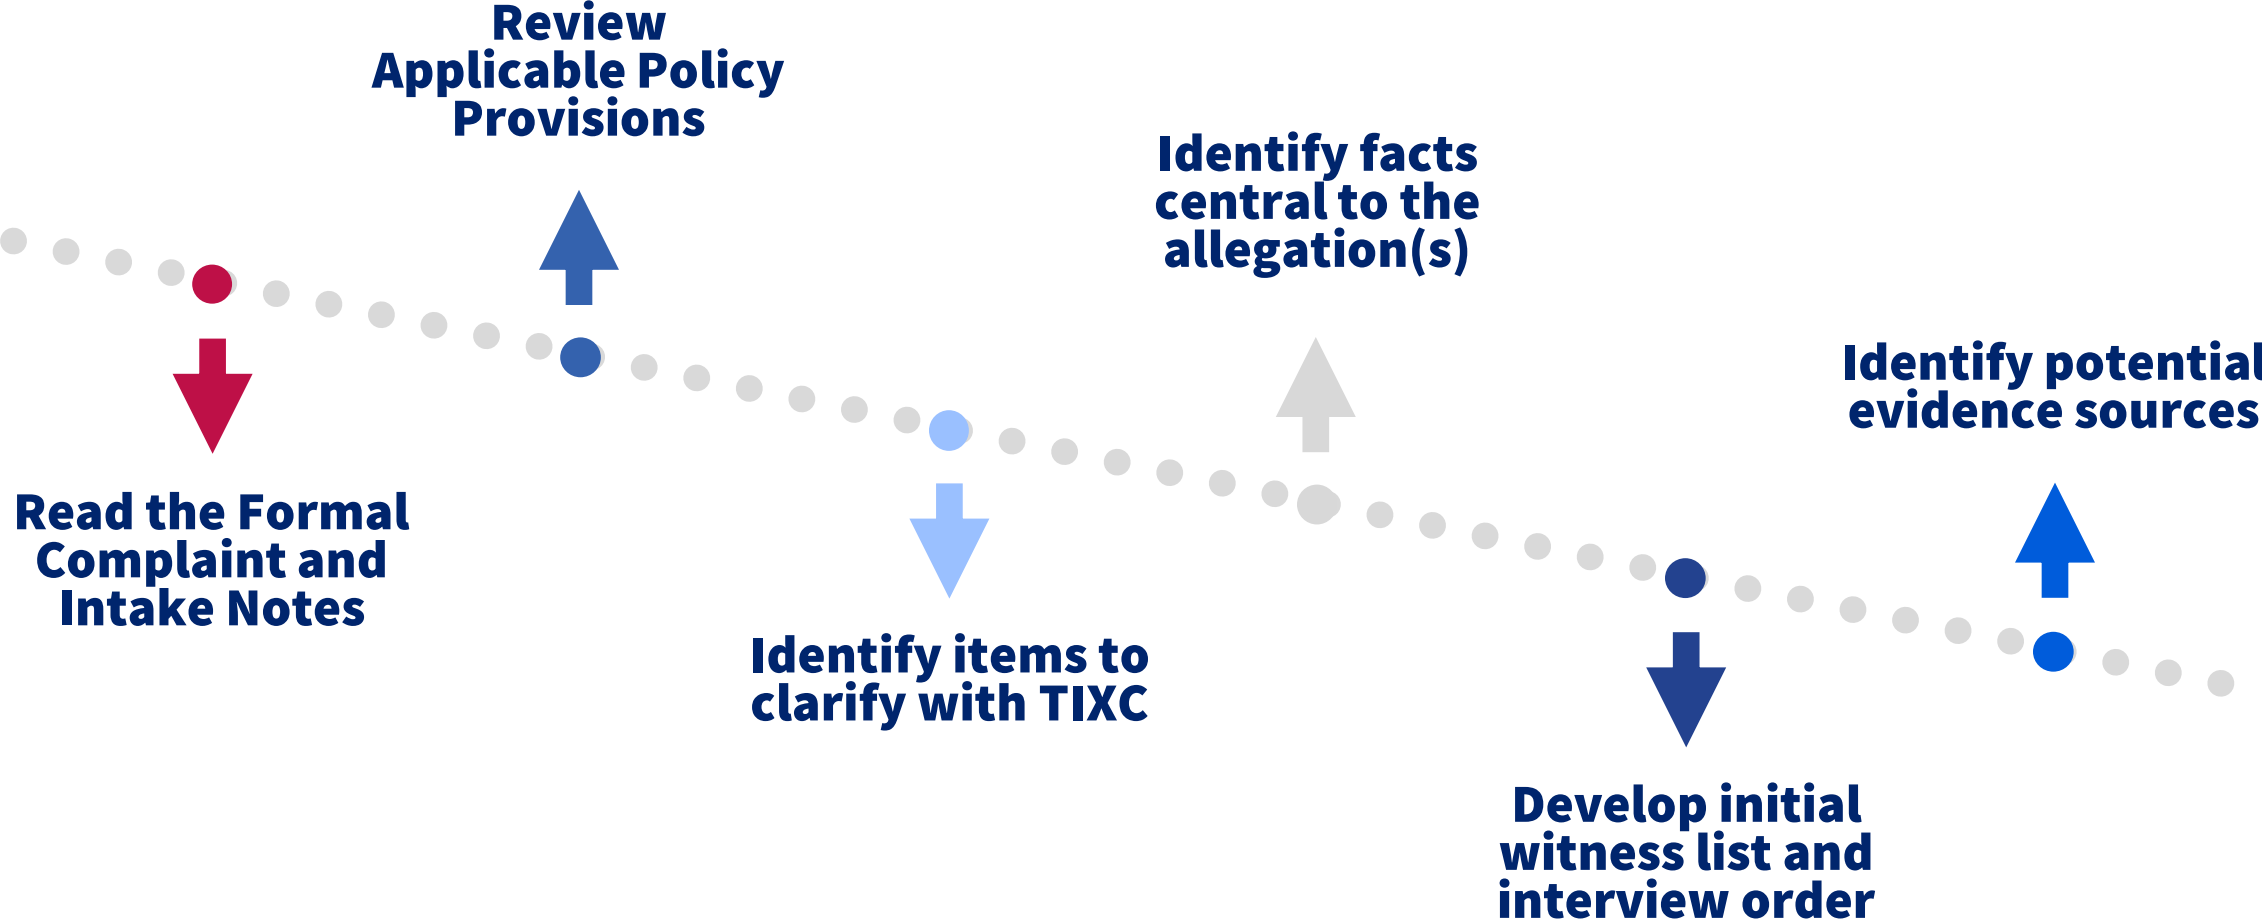 Review
Applicable Policy
Provisions
Read the Formal
Complaint and
Intake Notes
Identify items to
clarify with TIXC
Identify facts
central to the
allegation(s)
Develop initial
witness list and
interview order
Identify potential
evidence sources